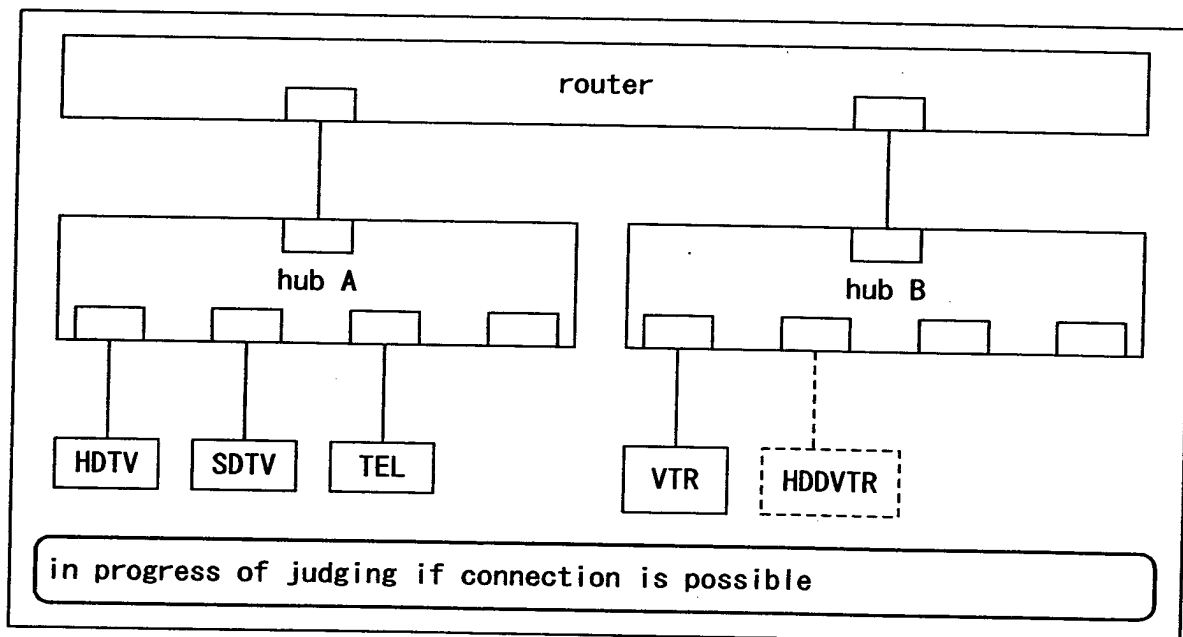 router
hub A
hub B
HDTV
SDTV
TEL
VTR
HDDVTR
in progress of judging if connection is possible